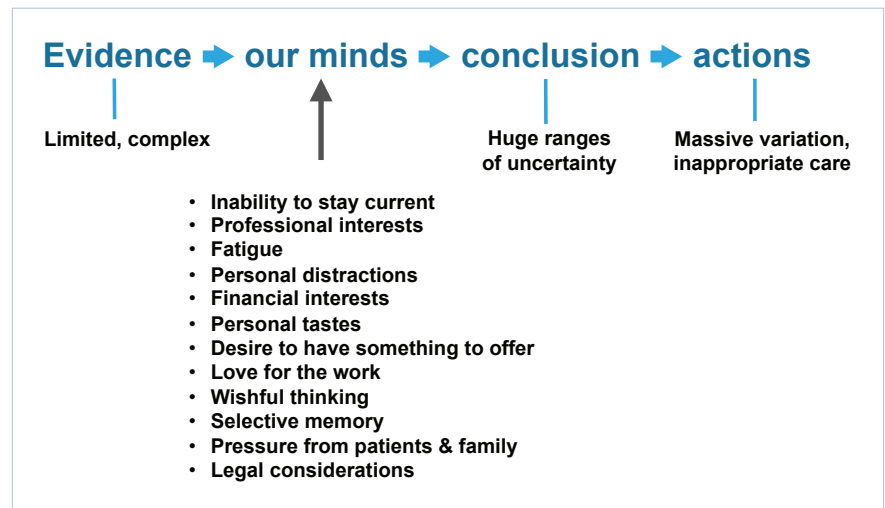 Evidence our minds conclusion actions
Limited, complex
Huge ranges
of uncertainty
Massive variation,
inappropriate care
• Inability to stay current
• Professional interests
• Fatigue
• Personal distractions
• Financial interests
• Personal tastes
• Desire to have something to offer
• Love for the work
• Wishful thinking
• Selective memory
• Pressure from patients & family
• Legal considerations